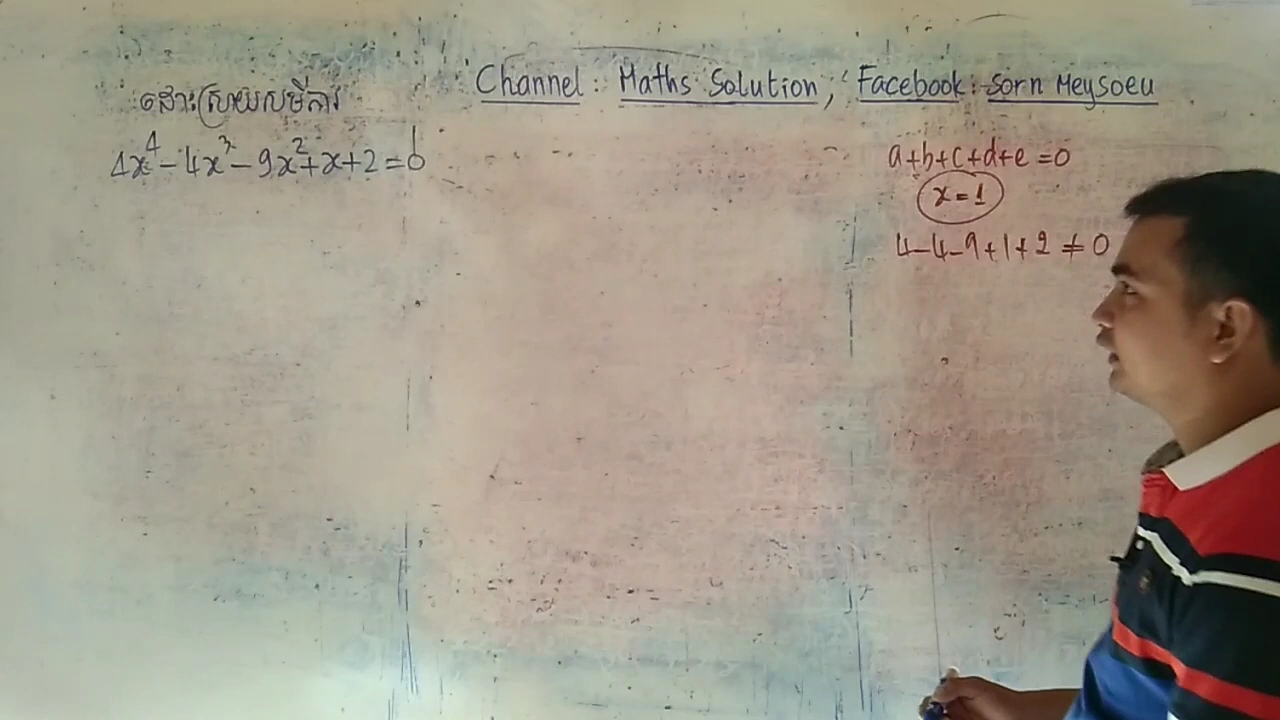 Channel : Maths Solution , Facebook : Sorn Meysoeu
ដោះស្រាយសមីការ
4x⁴ - 4x³ - 9x² + x + 2 = 0
a+b+c+d+e = 0
x = 1
4-4-9+1+2 ≠ 0